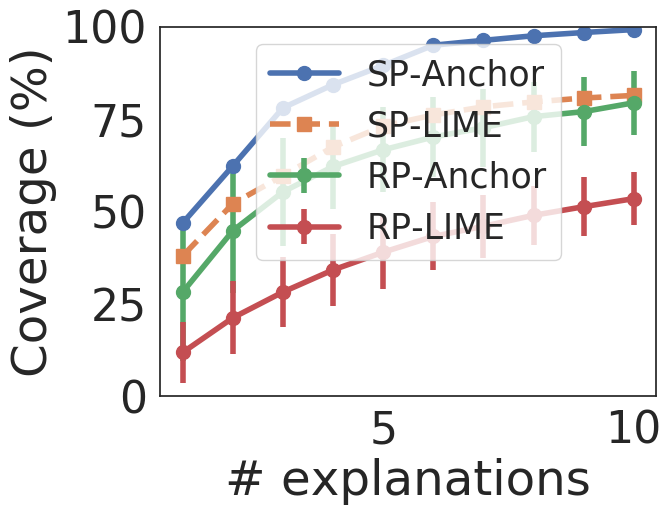 100
75
50
25
0
Coverage (%)
SP-Anchor
SP-LIME
RP-Anchor
RP-LIME
5
10
# explanations